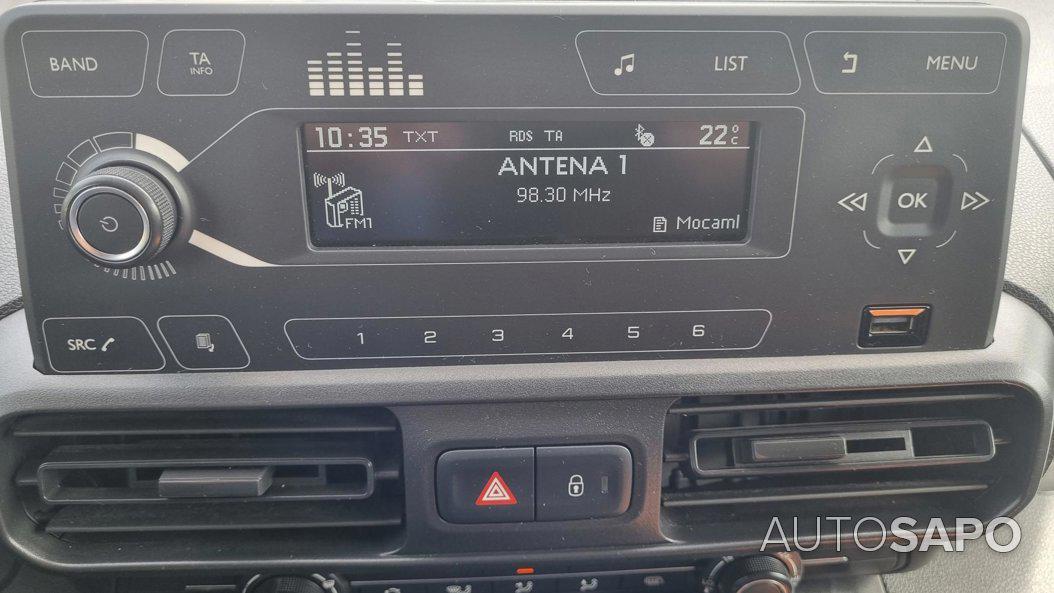 BAND TA INFO LIST MENU
10:35 TXT RDS TA 22°C
ANTENA 1
98.30 MHz
FM1 Mocaml
OK
SRC 1 2 3 4 5 6
AUTOSAPO